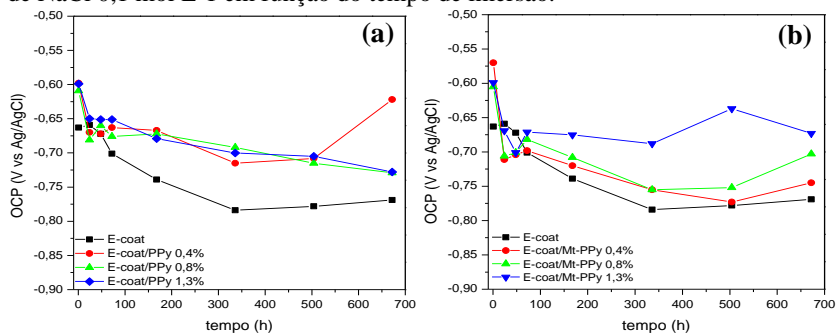 de NaCl 0,1 mol L-1 em função do tempo de imersão.
(a)
-0,50
-0,55
-0,60
-0,65
-0,70
-0,75
-0,80
-0,85
-0,90
OCP (V vs Ag/AgCl)
E-coat
E-coat/PPy 0,4%
E-coat/PPy 0,8%
E-coat/PPy 1,3%
0 100 200 300 400 500 600 700
tempo (h)
(b)
-0,50
-0,55
-0,60
-0,65
-0,70
-0,75
-0,80
-0,85
-0,90
OCP (V vs Ag/AgCl)
E-coat
E-coat/Mt-PPy 0,4%
E-coat/Mt-PPy 0,8%
E-coat/Mt-PPy 1,3%
0 100 200 300 400 500 600 700
tempo (h)